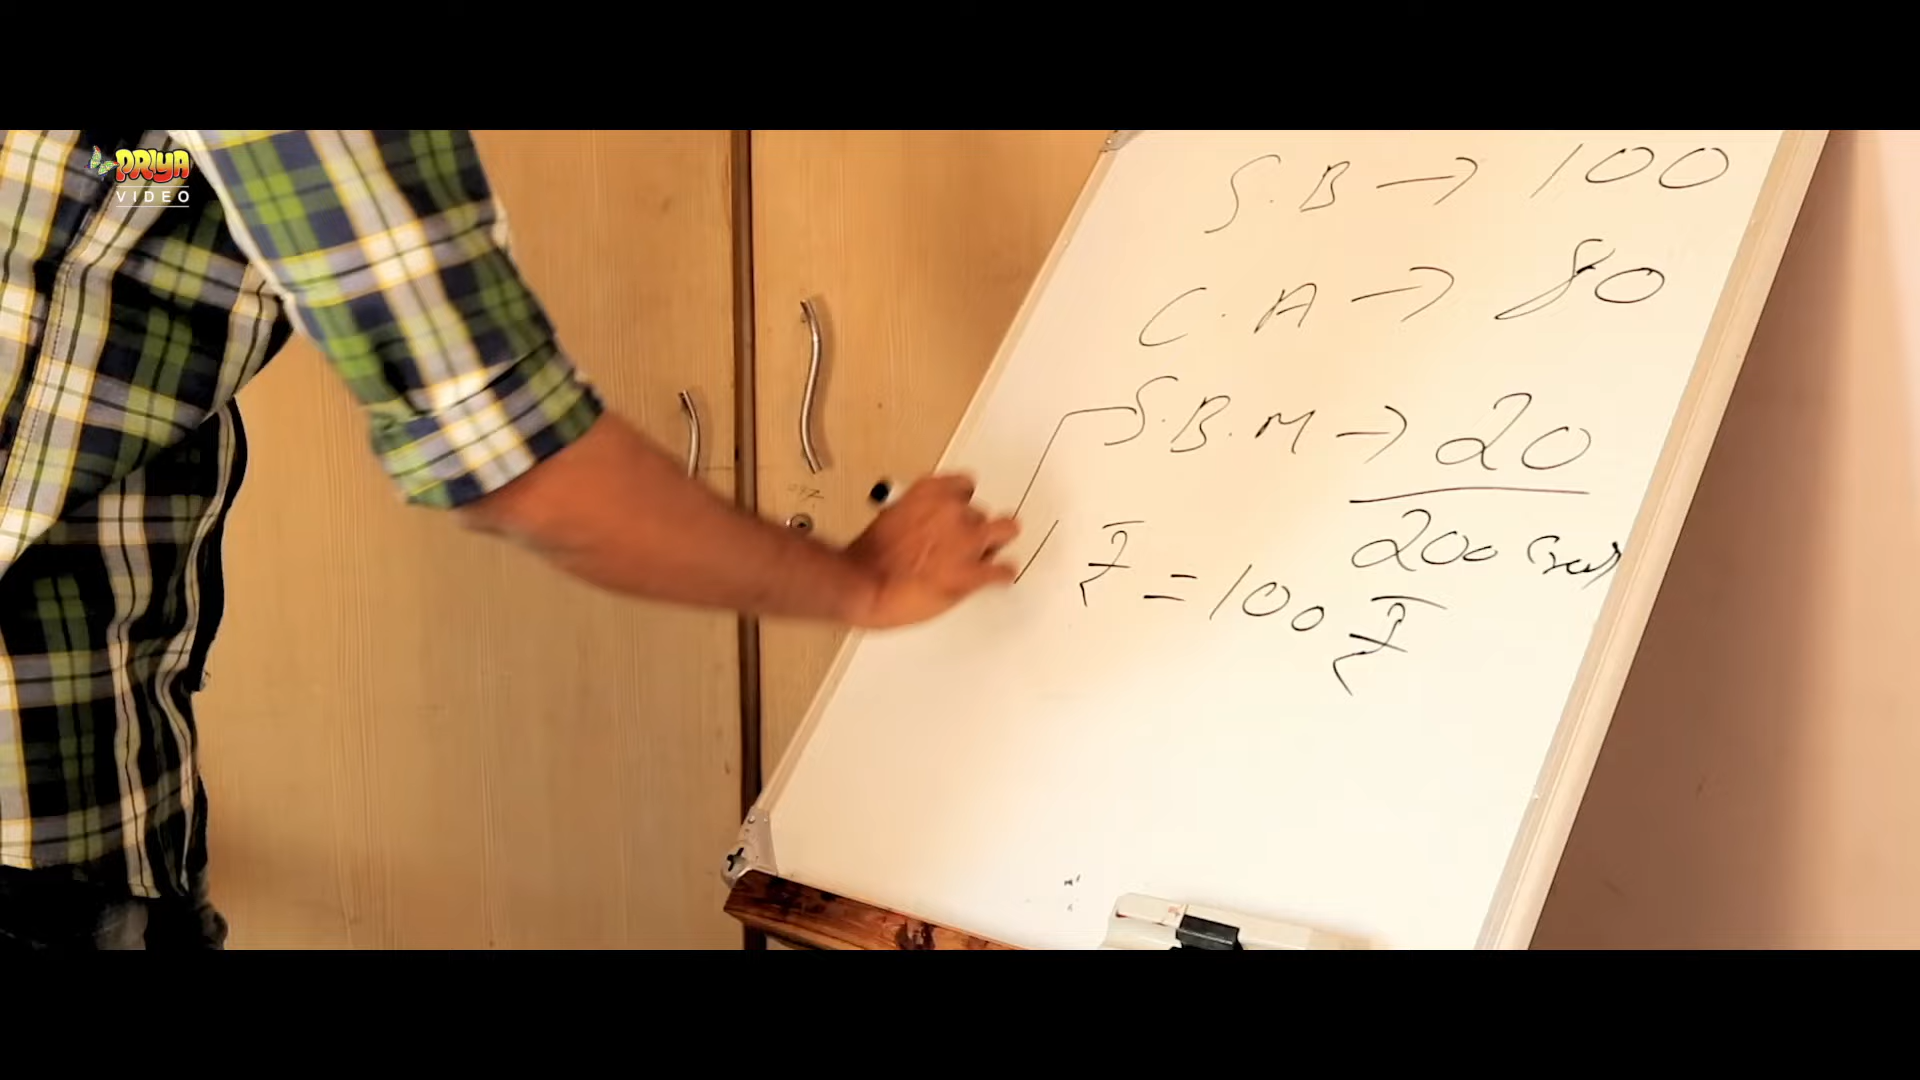 PRIYA
VIDEO
S.B → 100
C.A → 80
S.B.M → 20
200
1 ₹ = 100 ₹